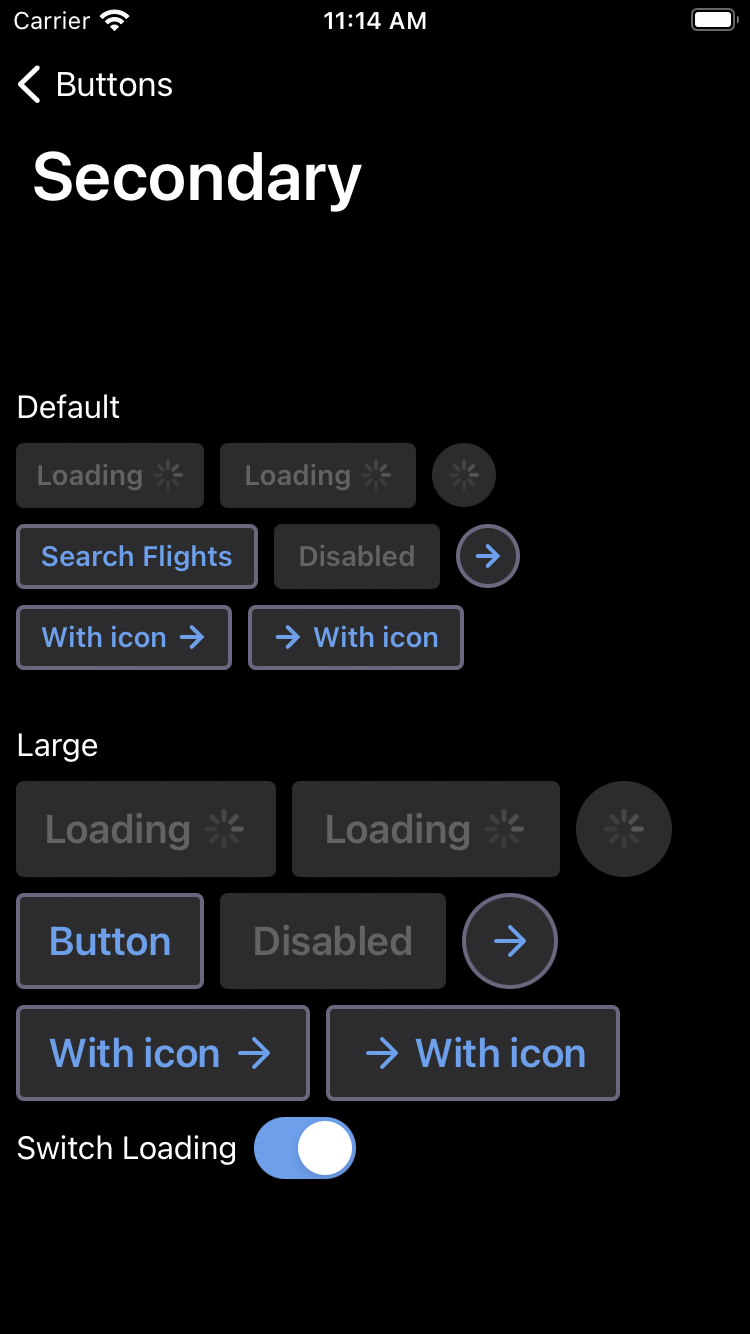 Carrier 11:14 AM
Buttons
Secondary
Default
Loading Loading
Search Flights Disabled
With icon With icon
Large
Loading Loading
Button Disabled
With icon With icon
Switch Loading